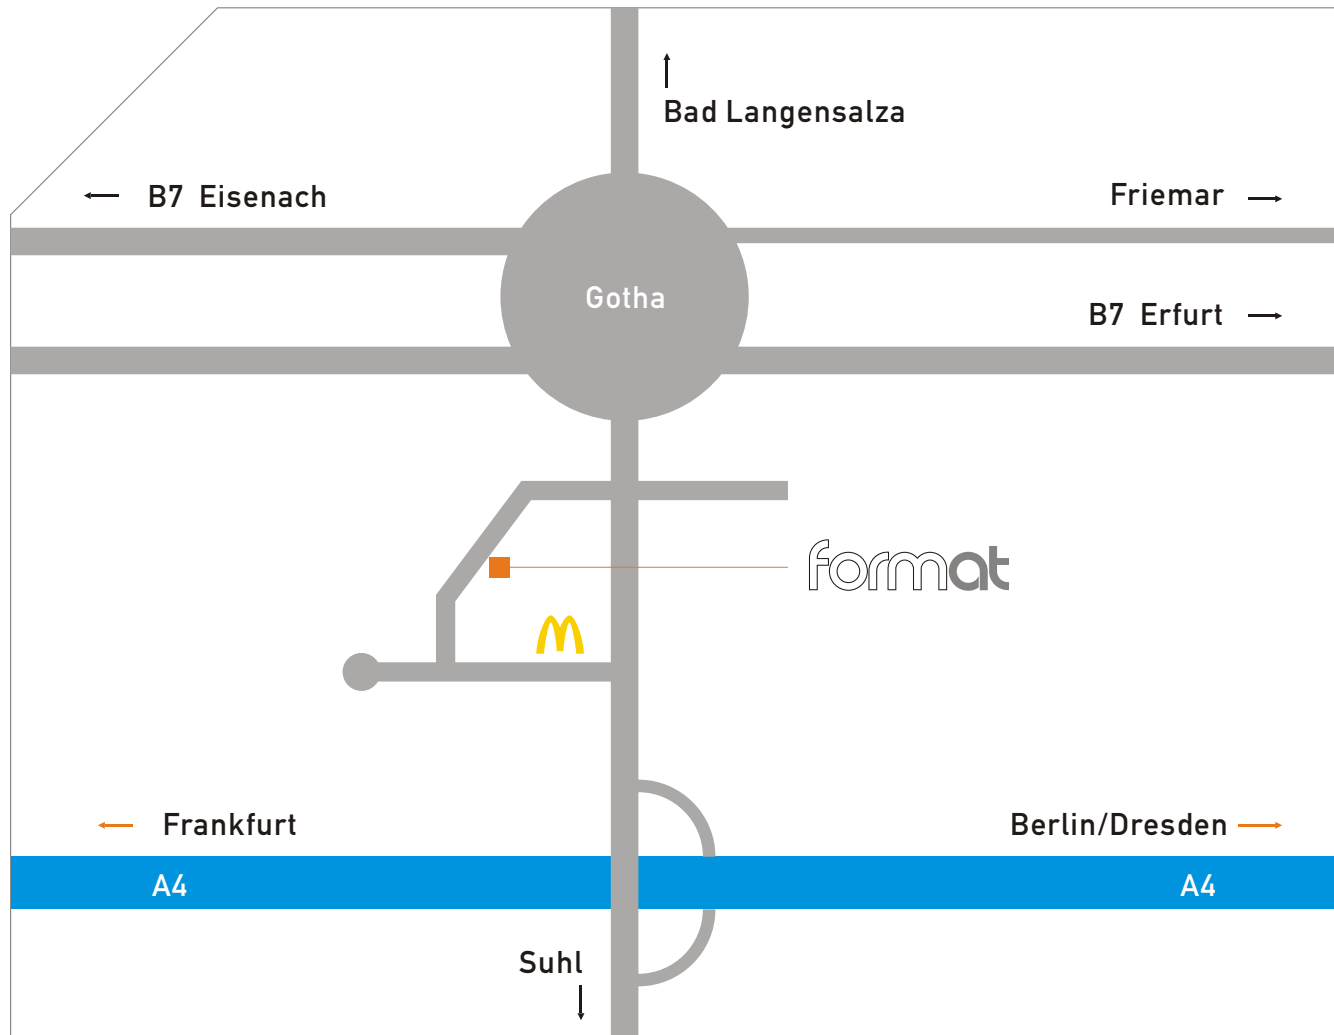 Bad Langensalza
B7 Eisenach
Friemar
Gotha
B7 Erfurt
format
Frankfurt
Berlin/Dresden
A4
A4
Suhl